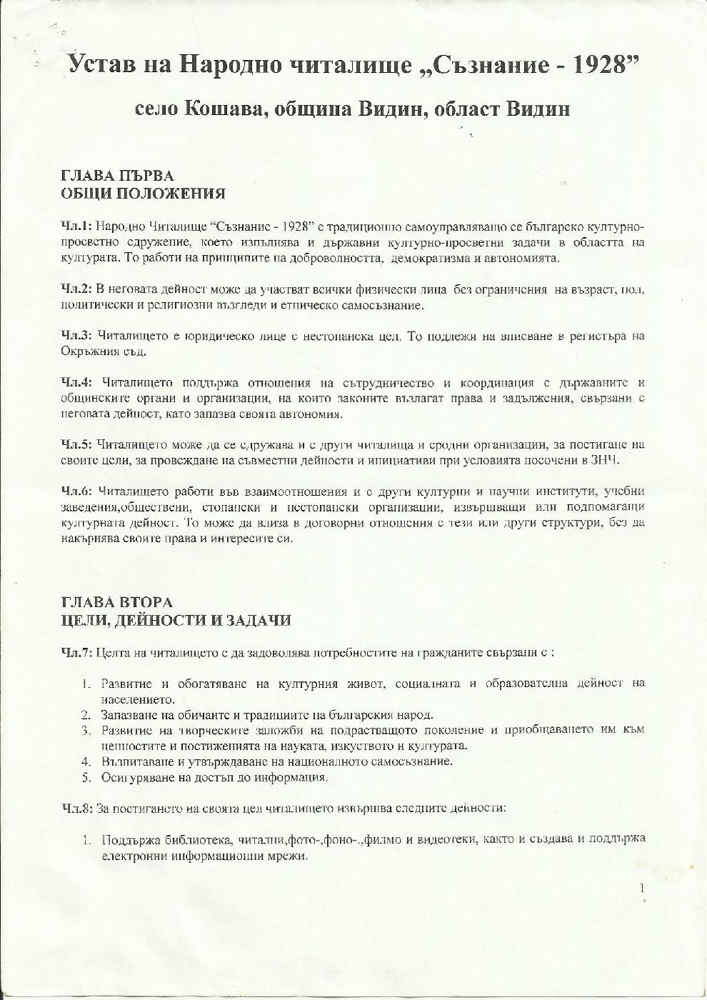 Устав на Народно читалище „Съзнание - 1928”
село Кошава, община Видин, област Видин
ГЛАВА ПЪРВА
ОБЩИ ПОЛОЖЕНИЯ
Чл.1: Народно Читалище “Съзнание - 1928” е традиционно самоуправляващо се българско културно-
просветно сдружение, което изпълнява и държавни културно-просветни задачи в областта на
културата. То работи на принципите на доброволността, демократизма и автономията.
Чл.2: В неговата дейност може да участват всички физически лица без ограничения на възраст, пол,
политически и религиозни възгледи и етническо самосъзнание.
Чл.3: Читалището е юридическо лице с нестопанска цел. То подлежи на вписване в регистъра на
Окръжния съд.
Чл.4: Читалището поддържа отношения на сътрудничество и координация с държавните и
общинските органи и организации, на които законите възлагат права и задължения, свързани с
неговата дейност, като запазва своята автономия.
Чл.5: Читалището може да се сдружава и с други читалища и сродни организации, за постигане на
своите цели, за провеждане на съвместни дейности и инициативи при условията посочени в ЗНЧ.
Чл.6: Читалището работи във взаимоотношения и с други културни и научни институти, учебни
заведения,обществени, стопански и нестопански организации, извършващи или подпомагащи
културната дейност. То може да влиза в договорни отношения с тези или други структури, без да
накърнява своите права и интересите си.
ГЛАВА ВТОРА
ЦЕЛИ, ДЕЙНОСТИ И ЗАДАЧИ
Чл.7: Целта на читалището е да задоволява потребностите на гражданите свързани с :
1. Развитие и обогатяване на културния живот, социалната и образователна дейност на
населението.
2. Запазване на обичаите и традициите на българския народ.
3. Развитие на творческите заложби на подрастващото поколение и приобщаването им към
ценностите и постиженията на науката, изкуството и културата.
4. Възпитаване и утвърждаване на националното самосъзнание.
5. Осигуряване на достъп до информация.
Чл.8: За постигането на своята цел читалището извършва следните дейности:
1. Поддържа библиотека, читални,фото-,фоно-.,филмо и видеотеки, както и създава и поддържа
електронни информационни мрежи.
1